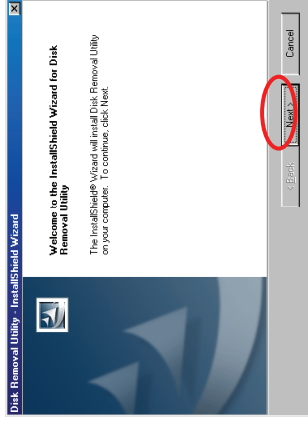 Disk Removal Utility - InstallShield Wizard
Welcome to the InstallShield Wizard for Disk
Removal Utility
The InstallShield® Wizard will install Disk Removal Utility
on your computer. To continue, click Next.
< Back
Next >
Cancel